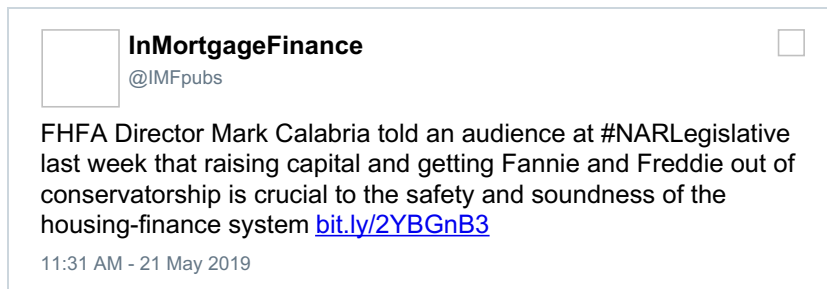 InMortgageFinance
@IMFpubs
FHFA Director Mark Calabria told an audience at #NARLegislative
last week that raising capital and getting Fannie and Freddie out of
conservatorship is crucial to the safety and soundness of the
housing-finance system bit.ly/2YBGnB3
11:31 AM - 21 May 2019